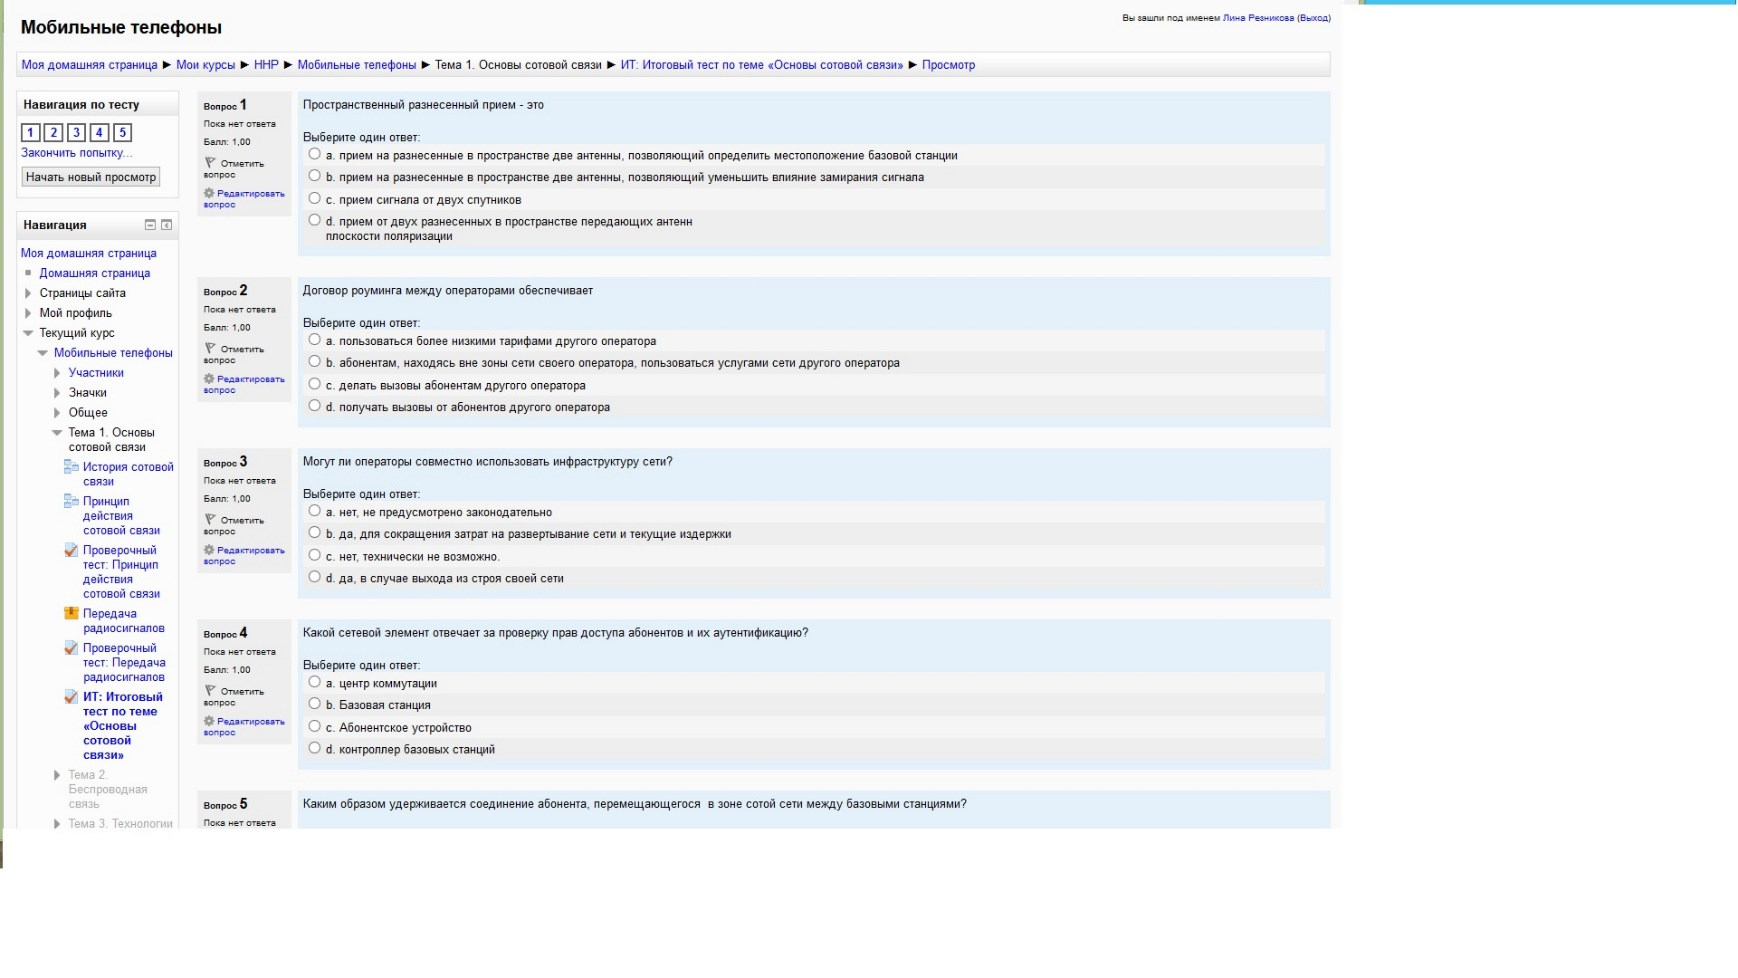 Мобильные телефоны
Вы зашли под именем Лина Резникова (Выход)
Моя домашняя страница ► Мои курсы ► ННР ► Мобильные телефоны ► Тема 1. Основы сотовой связи ► ИТ: Итоговый тест по теме «Основы сотовой связи» ► Просмотр
Навигация по тесту
1 2 3 4 5
Закончить попытку...
Начать новый просмотр
Навигация
Моя домашняя страница
Домашняя страница
Страницы сайта
Мой профиль
Текущий курс
Мобильные телефоны
Участники
Значки
Общее
Тема 1. Основы
сотовой связи
История сотовой
связи
Принцип
действия
сотовой связи
Проверочный
тест: Принцип
действия
сотовой связи
Передача
радиосигналов
Проверочный
тест: Передача
радиосигналов
ИТ: Итоговый
тест по теме
«Основы
сотовой
связи»
Тема 2.
Беспроводная
связь
Тема 3. Технологии
Вопрос 1
Пока нет ответа
Балл: 1,00
Отметить
вопрос
Редактировать
вопрос
Пространственный разнесенный прием - это
Выберите один ответ:
a. прием на разнесенные в пространстве две антенны, позволяющий определить местоположение базовой станции
b. прием на разнесенные в пространстве две антенны, позволяющий уменьшить влияние замирания сигнала
c. прием сигнала от двух спутников
d. прием от двух разнесенных в пространстве передающих антенн
плоскости поляризации
Вопрос 2
Пока нет ответа
Балл: 1,00
Отметить
вопрос
Редактировать
вопрос
Договор роуминга между операторами обеспечивает
Выберите один ответ:
a. пользоваться более низкими тарифами другого оператора
b. абонентам, находясь вне зоны сети своего оператора, пользоваться услугами сети другого оператора
c. делать вызовы абонентам другого оператора
d. получать вызовы от абонентов другого оператора
Вопрос 3
Пока нет ответа
Балл: 1,00
Отметить
вопрос
Редактировать
вопрос
Могут ли операторы совместно использовать инфраструктуру сети?
Выберите один ответ:
a. нет, не предусмотрено законодательно
b. да, для сокращения затрат на развертывание сети и текущие издержки
c. нет, технически не возможно.
d. да, в случае выхода из строя своей сети
Вопрос 4
Пока нет ответа
Балл: 1,00
Отметить
вопрос
Редактировать
вопрос
Какой сетевой элемент отвечает за проверку прав доступа абонентов и их аутентификацию?
Выберите один ответ:
a. центр коммутации
b. Базовая станция
c. Абонентское устройство
d. контроллер базовых станций
Вопрос 5
Пока нет ответа
Каким образом удерживается соединение абонента, перемещающегося в зоне сотой сети между базовыми станциями?